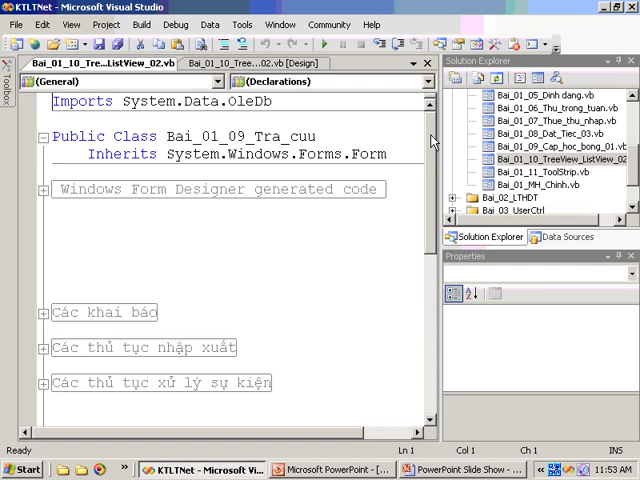 KTLTNet - Microsoft Visual Studio
File Edit View Project Build Debug Data Tools Window Community Help
Bai_01_10_Tre...ListView_02.vb Bai_01_10_Tree...02.vb [Design]
(General) (Declarations)
Imports System.Data.OleDb
Public Class Bai_01_09_Tra_cuu
Inherits System.Windows.Forms.Form
Windows Form Designer generated code
Các khai báo
Các thủ tục nhập xuất
Các thủ tục xử lý sự kiện
Toolbox
Solution Explorer
Bai_01_05_Dinh dang.vb
Bai_01_06_Thu_trong_tuan.vb
Bai_01_07_Thue_thu_nhap.vb
Bai_01_08_Dat_Tiec_03.vb
Bai_01_09_Cap_hoc_bong_01.vb
Bai_01_10_TreeView_ListView_02
Bai_01_11_ToolStrip.vb
Bai_01_MH_Chinh.vb
Bai_02_LTHDT
Bai_03_UserCtrl
Solution Explorer Data Sources
Properties
Ready Ln 1 Col 1 Ch 1 INS
Start KTLTNet - Microsoft Vi... Microsoft PowerPoint - [... PowerPoint Slide Show - ... 11:53 AM